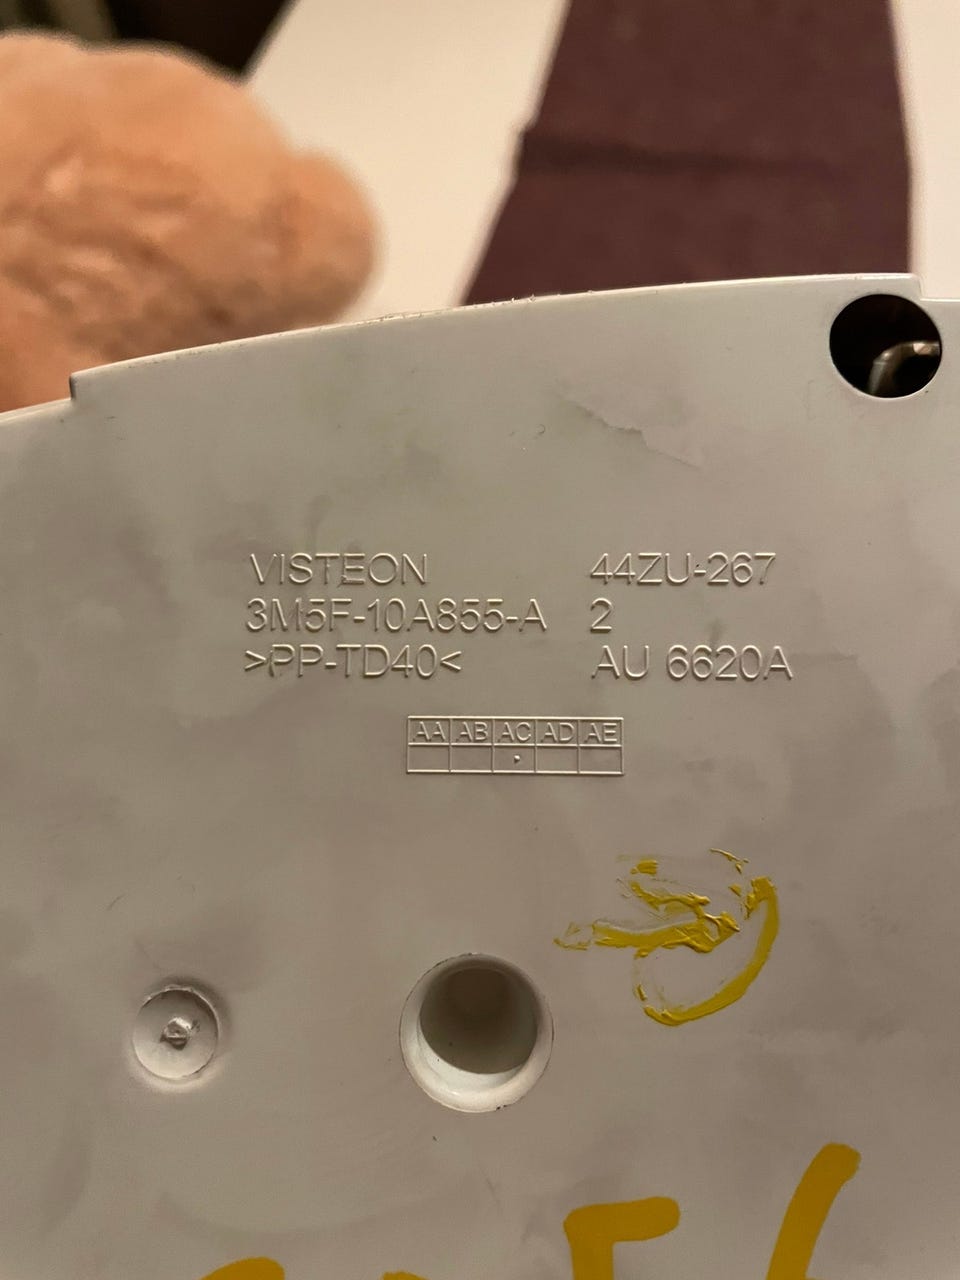 VISTEON 44ZU-267
3M5F-10A855-A 2
>PP-TD40< AU 6620A
AA AB AC AD AE